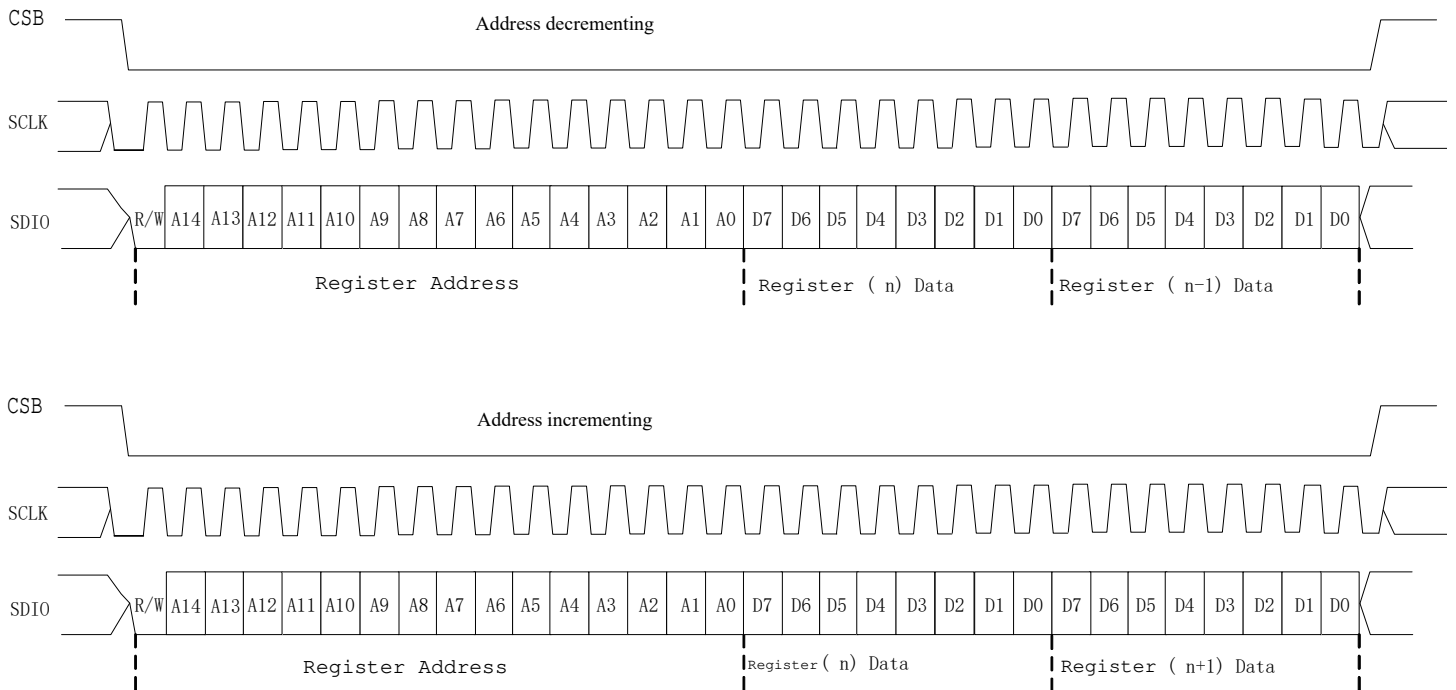 CSB
Address decrementing
SCLK
SDIO R/W A14 A13 A12 A11 A10 A9 A8 A7 A6 A5 A4 A3 A2 A1 A0 D7 D6 D5 D4 D3 D2 D1 D0 D7 D6 D5 D4 D3 D2 D1 D0
Register Address Register ( n) Data Register ( n-1) Data
CSB
Address incrementing
SCLK
SDIO R/W A14 A13 A12 A11 A10 A9 A8 A7 A6 A5 A4 A3 A2 A1 A0 D7 D6 D5 D4 D3 D2 D1 D0 D7 D6 D5 D4 D3 D2 D1 D0
Register Address Register( n) Data Register ( n+1) Data